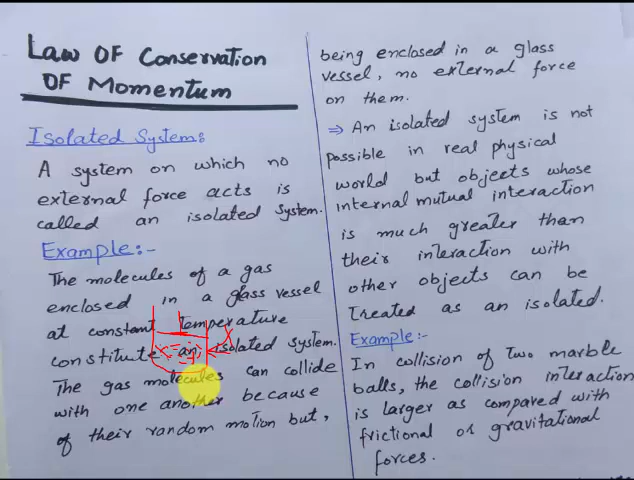 Law Of Conservation
Of Momentum
Isolated System:
A system on which no
external force acts is
called an isolated system.
Example:-
The molecules of a gas
enclosed in a glass vessel
at constant temperature
constitute an isolated system.
The gas molecules can collide
with one another because
of their random motion but,
being enclosed in a glass
vessel, no external force
on them.
⇒ An isolated system is not
possible in real physical
world but objects whose
internal mutual interaction
is much greater than
their interaction with
other objects can be
treated as an isolated.
Example:-
In collision of two marble
balls, the collision interaction
is larger as compared with
frictional or gravitational
forces.